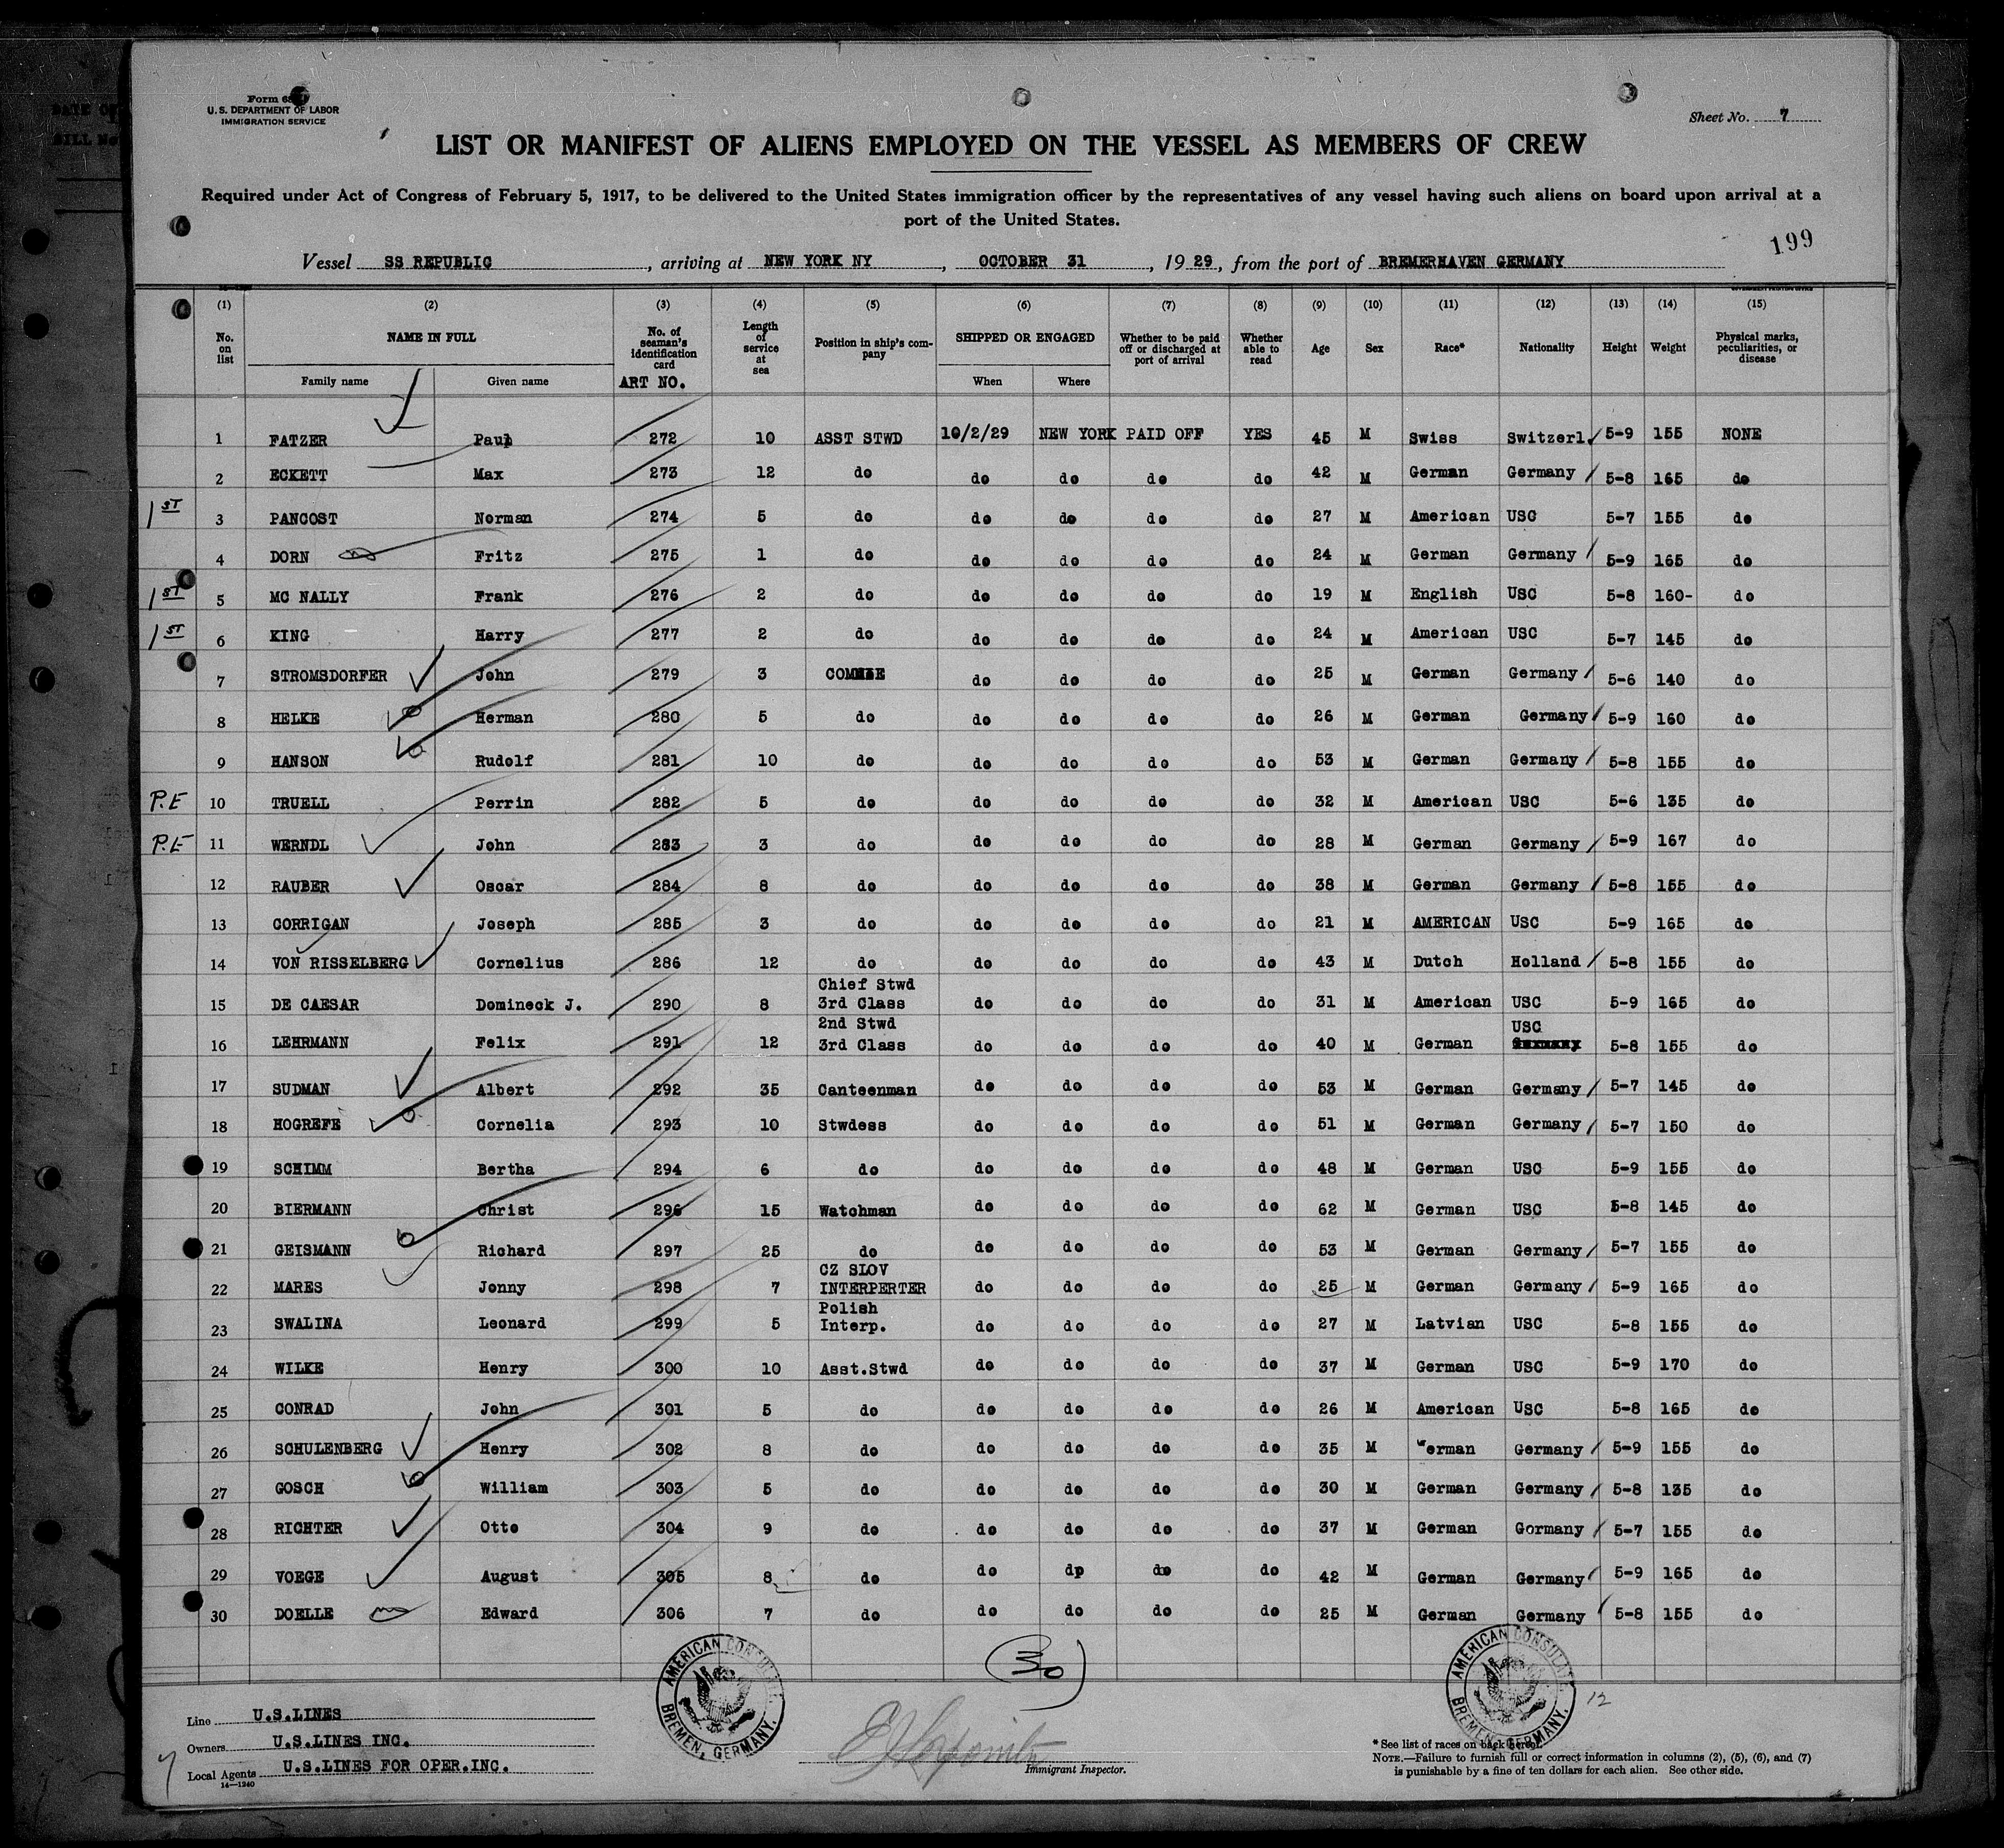 Form 68
U. S. DEPARTMENT OF LABOR
IMMIGRATION SERVICE
Sheet No. 7
LIST OR MANIFEST OF ALIENS EMPLOYED ON THE VESSEL AS MEMBERS OF CREW
Required under Act of Congress of February 5, 1917, to be delivered to the United States immigration officer by the representatives of any vessel having such aliens on board upon arrival at a
port of the United States.
199
Vessel SS REPUBLIC, arriving at NEW YORK NY, OCTOBER 31, 1929, from the port of BREMERHAVEN GERMANY
(1) (2) (3) (4) (5) (6) (7) (8) (9) (10) (11) (12) (13) (14) (15)
No. on list NAME IN FULL Family name Given name No. of seaman's identification card ART NO. Length of service at sea Position in ship's company SHIPPED OR ENGAGED When Where Whether to be paid off or discharged at port of arrival Whether able to read Age Sex Race* Nationality Height Weight Physical marks, peculiarities, or disease
1 FATZER Paul 272 10 ASST STWD 10/2/29 NEW YORK PAID OFF YES 45 M Swiss Switzerl. 5-9 155 NONE
2 ECKETT Max 273 12 do do do do do 42 M German Germany 5-8 165 do
1ST 3 PANCOST Norman 274 5 do do do do do 27 M American USC 5-7 155 do
4 DORN Fritz 275 1 do do do do do 24 M German Germany 5-9 165 do
1ST 5 MC NALLY Frank 276 2 do do do do do 19 M English USC 5-8 160- do
1ST 6 KING Harry 277 2 do do do do do 24 M American USC 5-7 145 do
7 STROMSDORFER John 279 3 COMMIE do do do do 25 M German Germany 5-6 140 do
8 HELKE Herman 280 5 do do do do do 26 M German Germany 5-9 160 do
9 HANSON Rudolf 281 10 do do do do do 53 M German Germany 5-8 155 do
P.E 10 TRUELL Perrin 282 5 do do do do do 32 M American USC 5-6 135 do
P.E 11 WERNDL John 283 3 do do do do do 28 M German Germany 5-9 167 do
12 RAUBER Oscar 284 8 do do do do do 38 M German Germany 5-8 155 do
13 CORRIGAN Joseph 285 3 do do do do do 21 M AMERICAN USC 5-9 165 do
14 VON RISSELBERG Cornelius 286 12 do do do do do 43 M Dutch Holland 5-8 155 do
15 DE CAESAR Domineck J. 290 8 Chief Stwd 3rd Class do do do do 31 M American USC 5-9 165 do
16 LEHRMANN Felix 291 12 2nd Stwd 3rd Class do do do do 40 M German USC Germany 5-8 155 do
17 SUDMAN Albert 292 35 Canteenman do do do do 53 M German Germany 5-7 145 do
18 HOGREFE Cornelia 293 10 Stwdess do do do do 51 M German Germany 5-7 150 do
19 SCHIMM Bertha 294 6 do do do do do 48 M German USC 5-9 155 do
20 BIERMANN Christ 296 15 Watchman do do do do 62 M German USC 5-8 145 do
21 GEISMANN Richard 297 25 do do do do do 53 M German Germany 5-7 155 do
22 MARES Jonny 298 7 CZ SLOV INTERPERTER do do do do 25 M German Germany 5-9 165 do
23 SWALINA Leonard 299 5 Polish Interp. do do do do 27 M Latvian USC 5-8 155 do
24 WILKE Henry 300 10 Asst.Stwd do do do do 37 M German USC 5-9 170 do
25 CONRAD John 301 5 do do do do do 26 M American USC 5-8 165 do
26 SCHULENBERG Henry 302 8 do do do do do 35 M German Germany 5-9 155 do
27 GOSCH William 303 5 do do do do do 30 M German Germany 5-8 135 do
28 RICHTER Otto 304 9 do do do do do 37 M German Gormany 5-7 155 do
29 VOEGE August 305 8 do do dp do do 42 M German Germany 5-9 165 do
30 DOELLE Edward 306 7 do do do do do 25 M German Germany 5-8 155 do
30
AMERICAN CONSULATE. BREMEN, GERMANY.
AMERICAN CONSULATE. BREMEN, GERMANY.
12
Line U.S.LINES
Owners U.S.LINES INC.
Local Agents U.S.LINES FOR OPER.INC.
14—1240
7
Immigrant Inspector.
* See list of races on back hereof.
NOTE.—Failure to furnish full or correct information in columns (2), (5), (6), and (7)
is punishable by a fine of ten dollars for each alien. See other side.